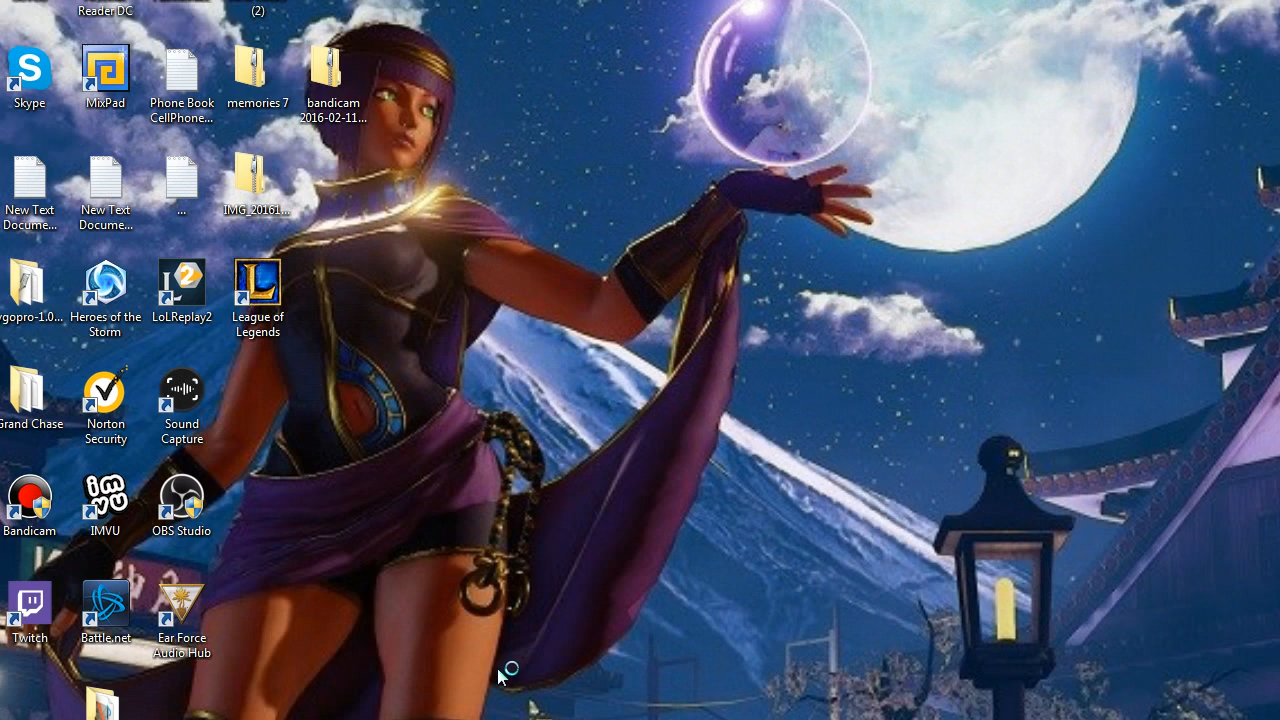 Reader DC
(2)
Skype
MixPad
Phone Book
CellPhone...
memories 7
bandicam
2016-02-11...
New Text
Docume...
New Text
Docume...
...
IMG_20161...
ygopro-1.0...
Heroes of the
Storm
LoLReplay2
League of
Legends
Grand Chase
Norton
Security
Sound
Capture
Bandicam
IMVU
OBS Studio
Twitch
Battle.net
Ear Force
Audio Hub